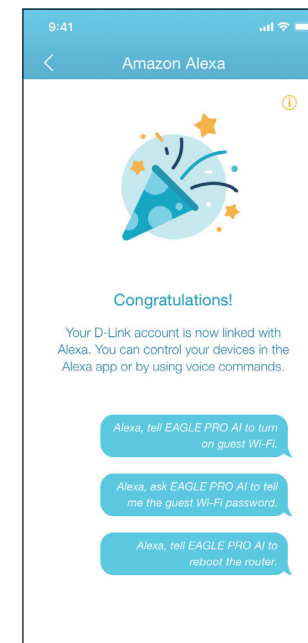 9:41
Amazon Alexa
Congratulations!
Your D-Link account is now linked with
Alexa. You can control your devices in the
Alexa app or by using voice commands.
Alexa, tell EAGLE PRO AI to turn
on guest Wi-Fi.
Alexa, ask EAGLE PRO AI to tell
me the guest Wi-Fi password.
Alexa, tell EAGLE PRO AI to
reboot the router.